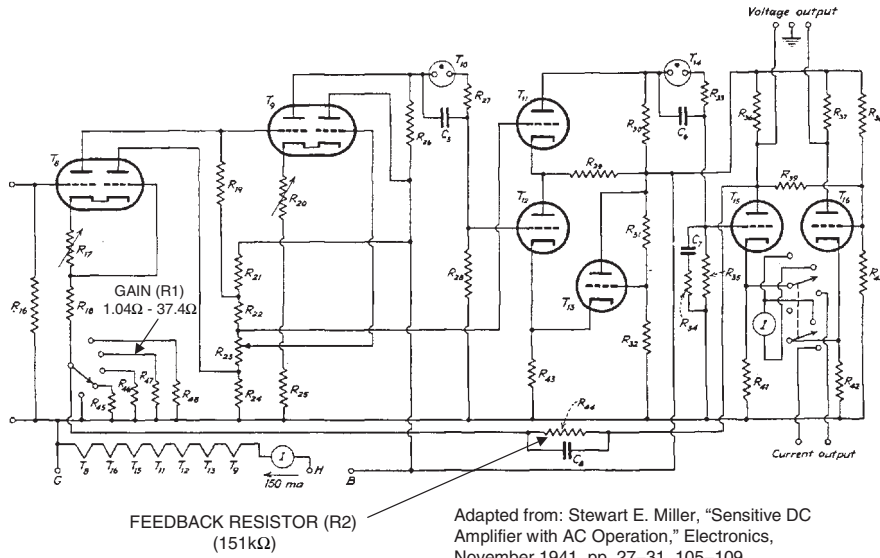 Voltage output
T10
T14
T9
T11
R27
R33
R30
R36
R37
R38
C5
C6
R26
T8
R19
R20
R29
R39
T12
T15
T16
R17
R21
R31
C7
R35
R28
GAIN (R1)
1.04Ω - 37.4Ω
R16
R18
R22
T13
I
R34
R23
R32
R45
R46
R47
R48
R24
R25
R43
R41
R42
R44
C8
T8 T16 T15 T11 T12 T13 T9
I
G
H
B
150 ma
Current output
FEEDBACK RESISTOR (R2)
(151kΩ)
Adapted from: Stewart E. Miller, “Sensitive DC
Amplifier with AC Operation,” Electronics,
November 1941, pp. 27–31, 105–109